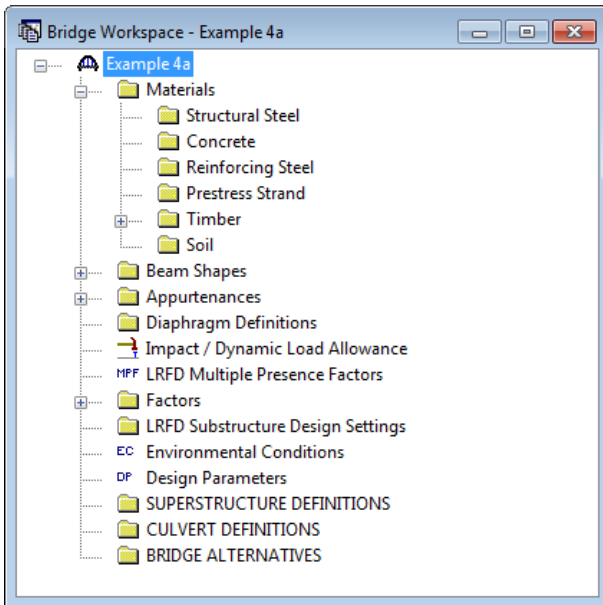 Bridge Workspace - Example 4a
Example 4a
Materials
Structural Steel
Concrete
Reinforcing Steel
Prestress Strand
Timber
Soil
Beam Shapes
Appurtenances
Diaphragm Definitions
Impact / Dynamic Load Allowance
MPF LRFD Multiple Presence Factors
Factors
LRFD Substructure Design Settings
EC Environmental Conditions
DP Design Parameters
SUPERSTRUCTURE DEFINITIONS
CULVERT DEFINITIONS
BRIDGE ALTERNATIVES